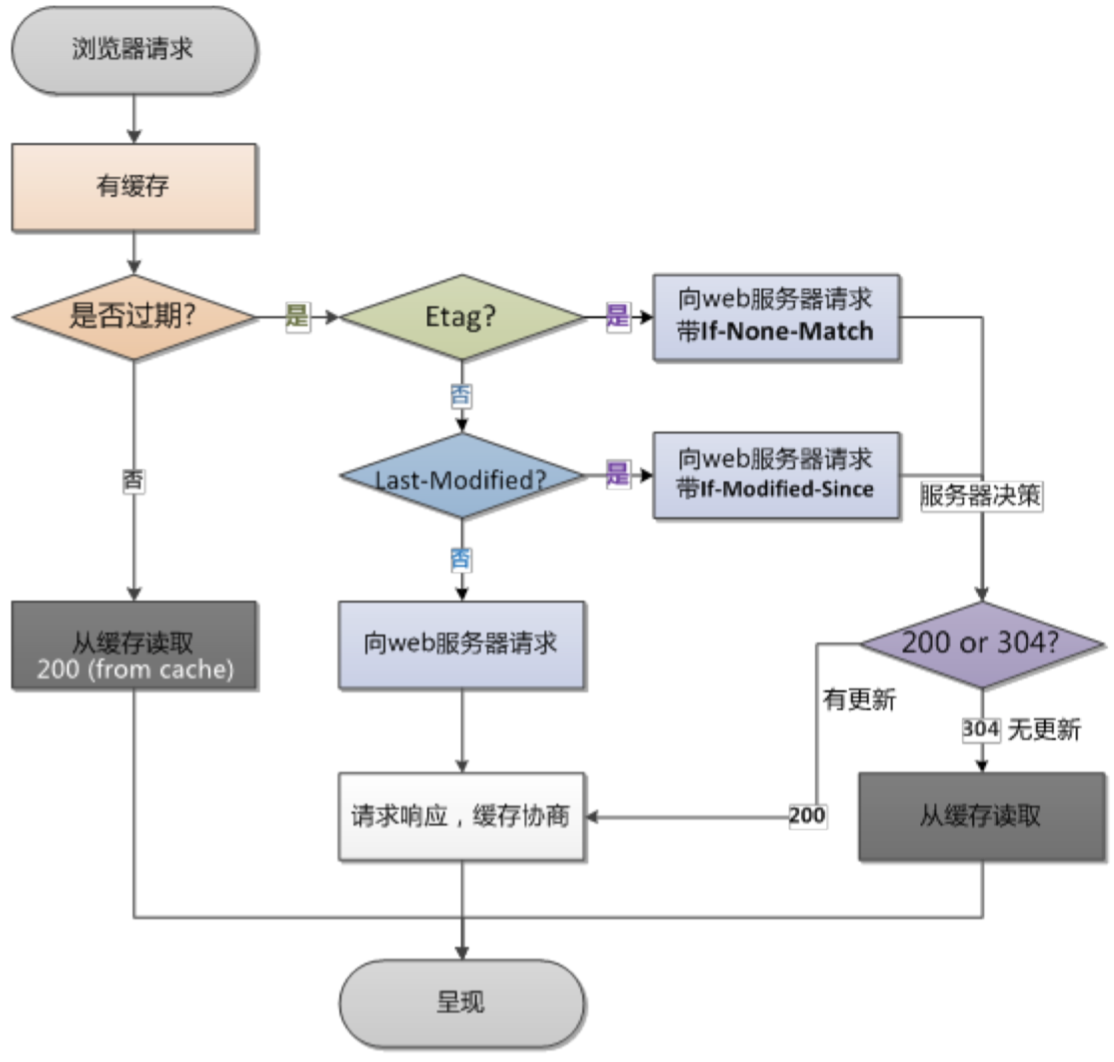 浏览器请求
有缓存
是否过期?
是
Etag?
是
向web服务器请求
带If-None-Match
否
否
Last-Modified?
是
向web服务器请求
带If-Modified-Since
服务器决策
否
从缓存读取
200 (from cache)
向web服务器请求
200 or 304?
有更新
304 无更新
请求响应，缓存协商
200
从缓存读取
呈现